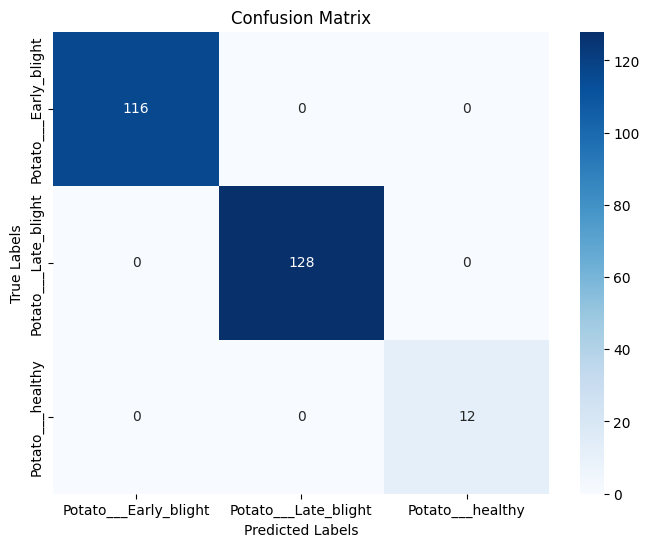 Confusion Matrix
True Labels
Potato___Early_blight
116 0 0
Potato___Late_blight
0 128 0
Potato___healthy
0 0 12
Potato___Early_blight Potato___Late_blight Potato___healthy
Predicted Labels
120
100
80
60
40
20
0